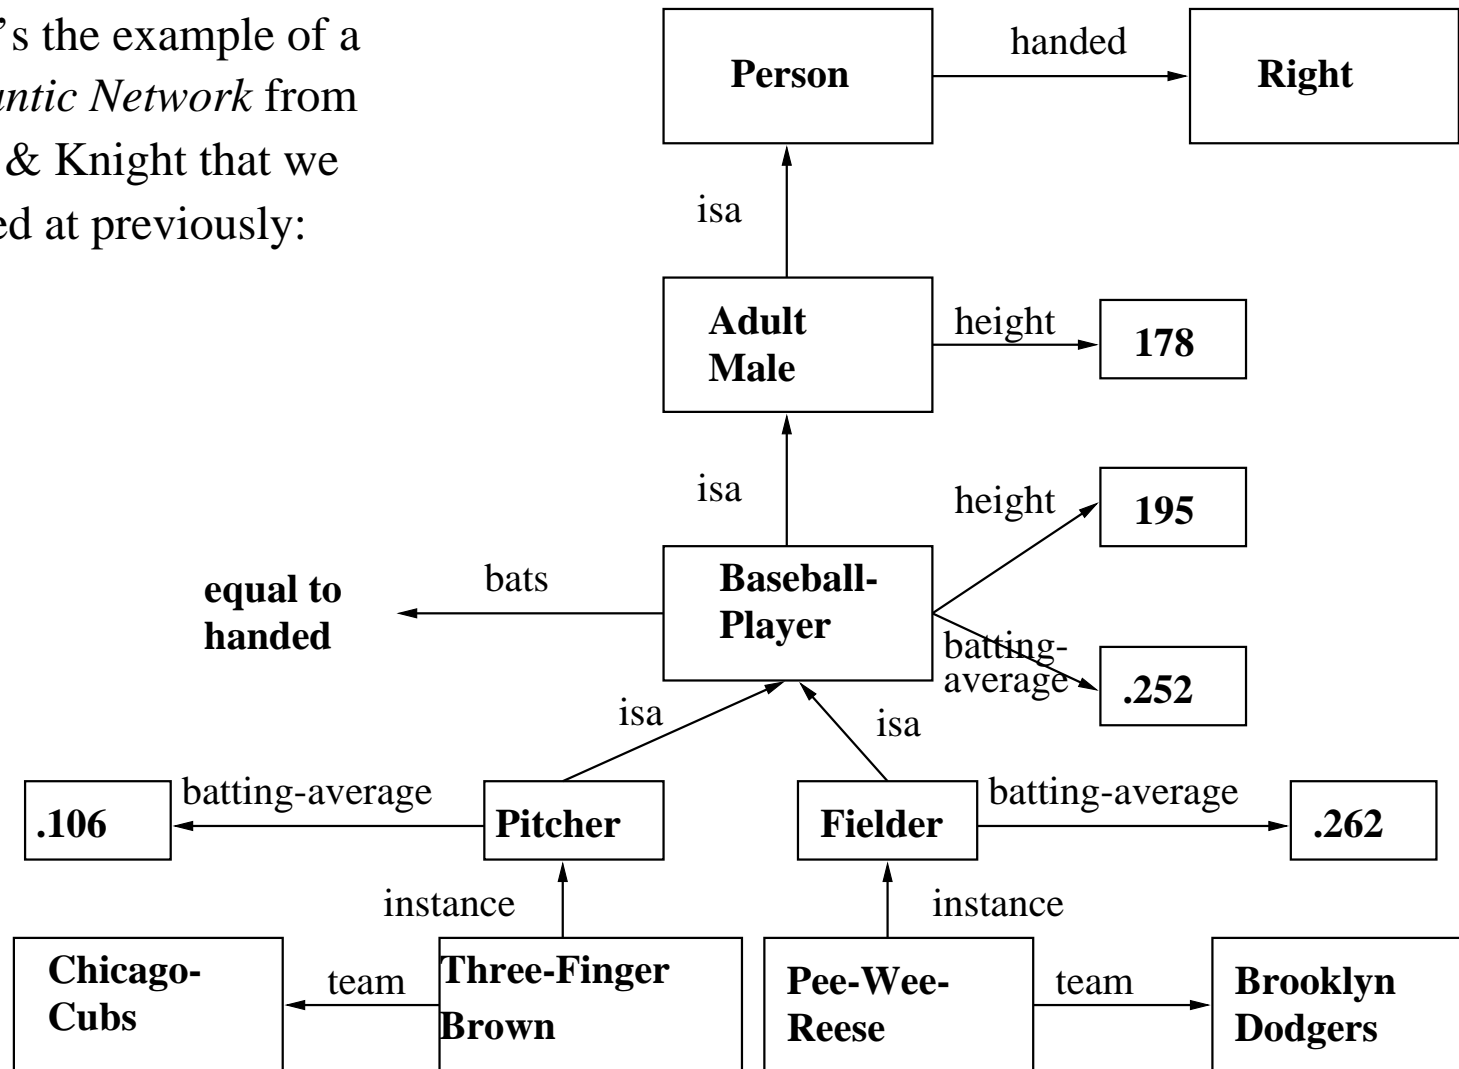 ’s the example of a
antic Network from
& Knight that we
ed at previously:
Person
handed
Right
isa
Adult
Male
height
178
isa
height
195
equal to
handed
bats
Baseball-
Player
batting-
average
.252
isa
isa
.106
batting-average
Pitcher
Fielder
batting-average
.262
instance
instance
Chicago-
Cubs
team
Three-Finger
Brown
Pee-Wee-
Reese
team
Brooklyn
Dodgers